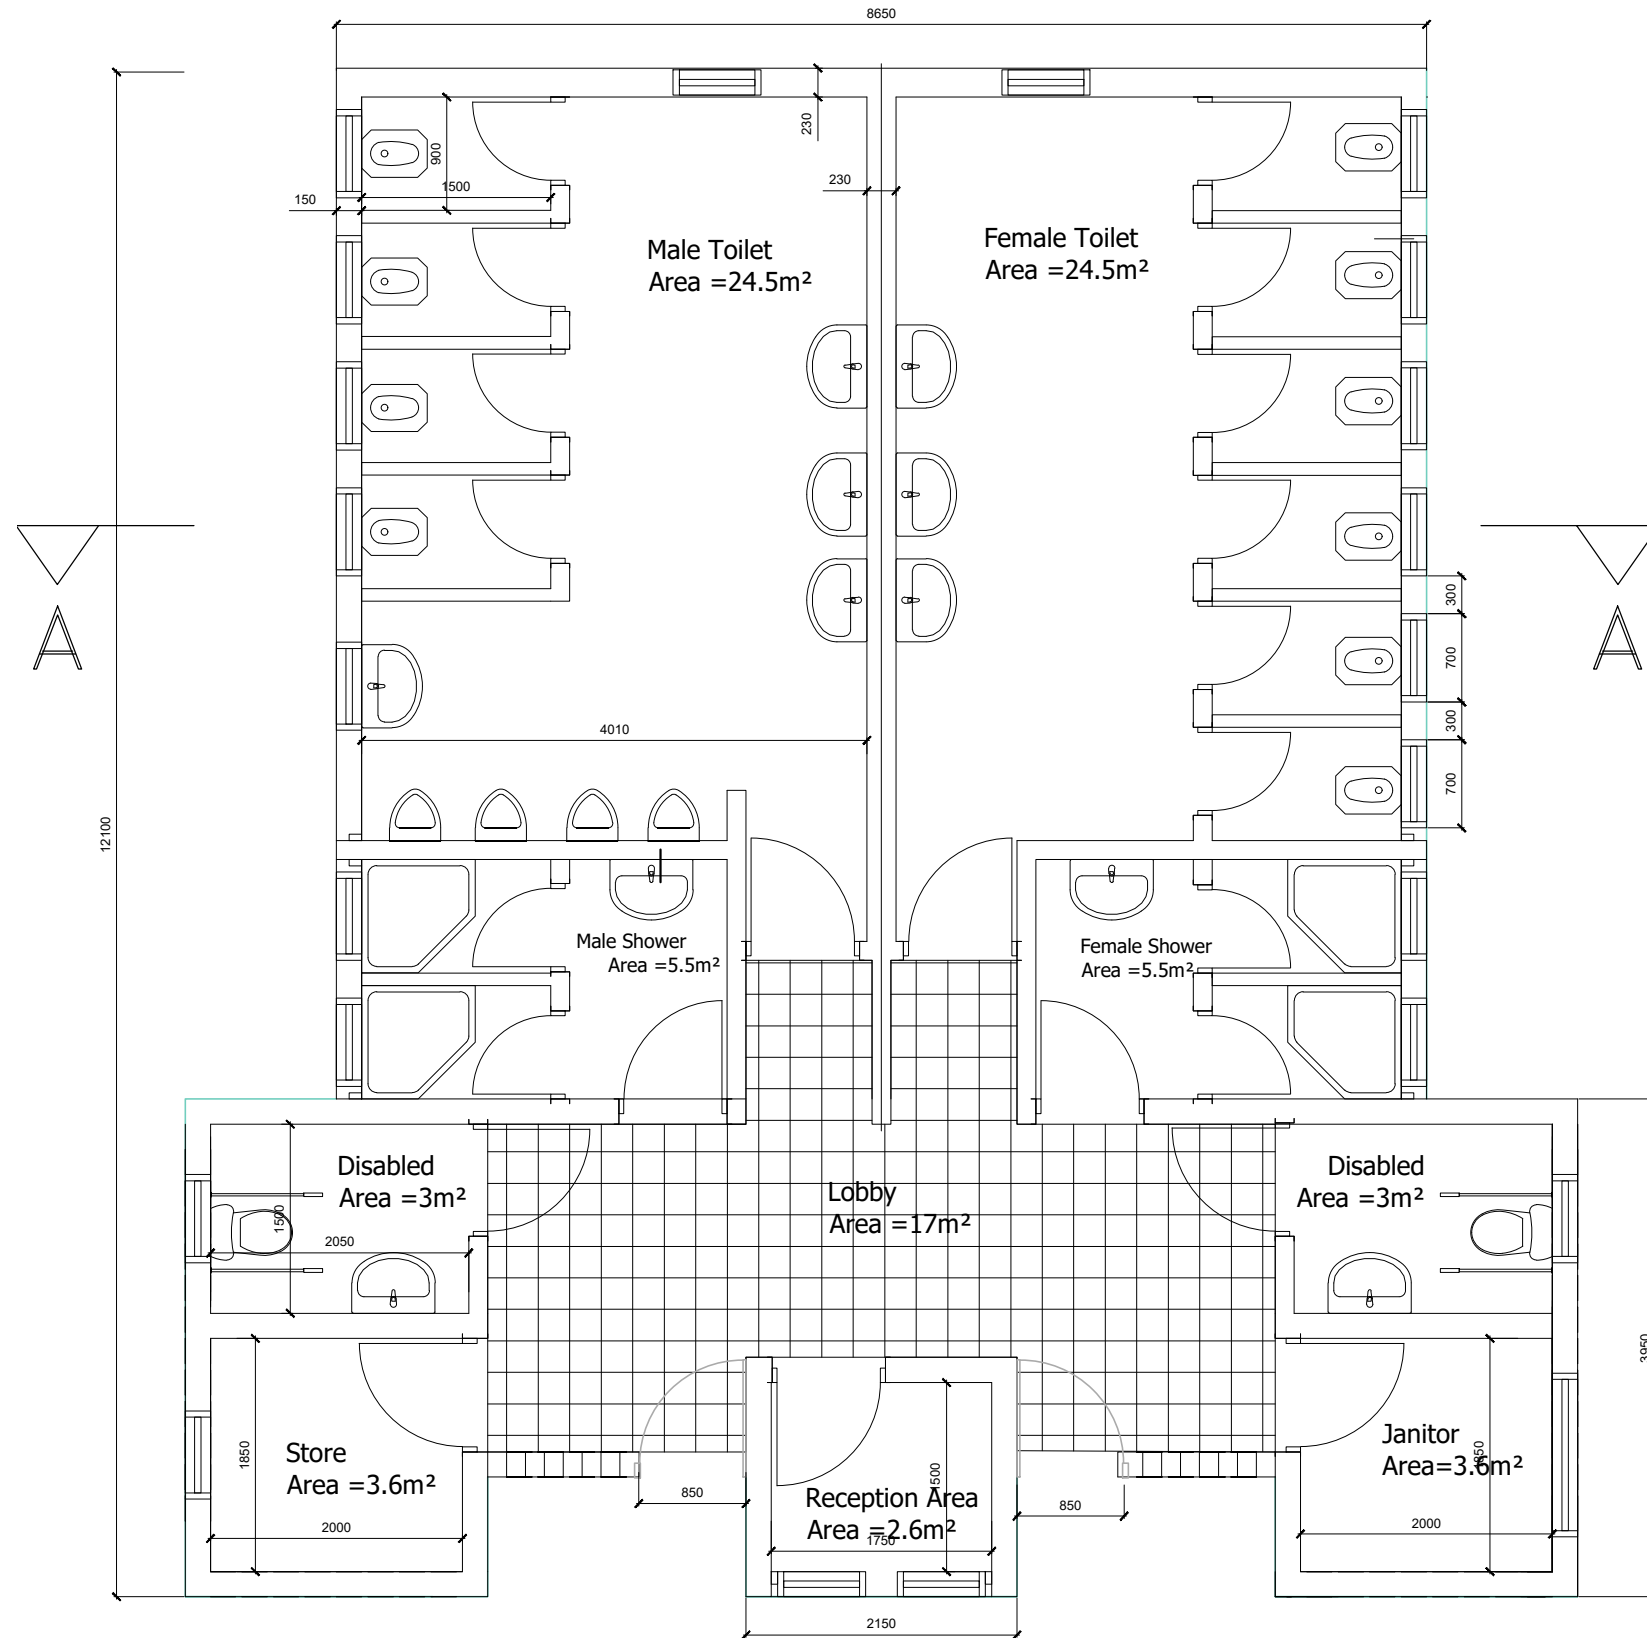 8650
230
900
1500
150
230
Male Toilet
Area =24.5m²
Female Toilet
Area =24.5m²
A
A
300
700
300
700
4010
12100
Male Shower
Area =5.5m²
Female Shower
Area =5.5m²
Disabled
Area =3m²
1500
2050
Lobby
Area =17m²
Disabled
Area =3m²
3950
Store
Area =3.6m²
1850
2000
850
Reception Area
Area =2.6m²
1500
1750
850
Janitor
Area=3.6m²
1850
2000
2150